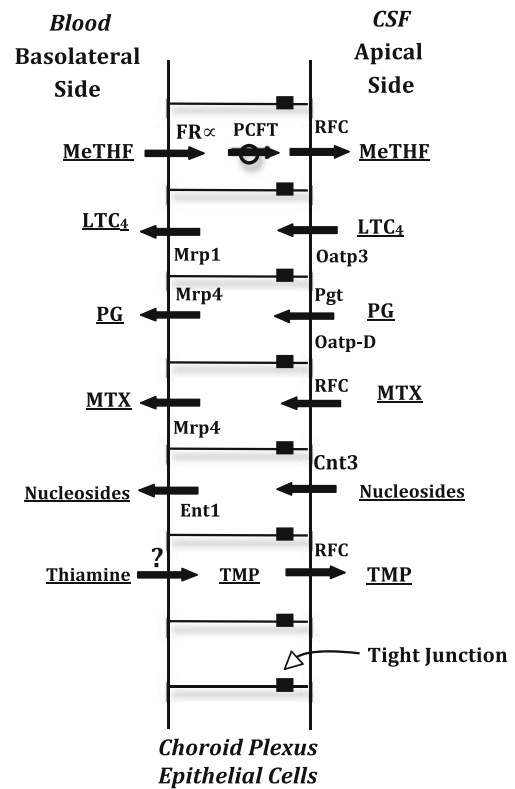 Blood
Basolateral
Side
CSF
Apical
Side
FR∝
PCFT
RFC
MeTHF
MeTHF
LTC₄
LTC₄
Mrp1
Oatp3
Mrp4
Pgt
PG
PG
Oatp-D
RFC
MTX
MTX
Mrp4
Cnt3
Nucleosides
Nucleosides
Ent1
?
RFC
Thiamine
TMP
TMP
Tight Junction
Choroid Plexus
Epithelial Cells